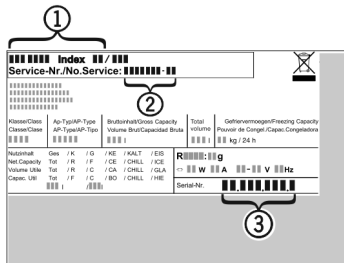 1
Index /
Service-Nr./No.Service: -
2
Klasse/Class Ap-Typ/AP-Type Bruttoinhalt/Gross Capacity Total Gefriervermoegen/Freezing Capacity
Classe/Class AP-Type/AP-Tipo Volume Brut/Capacidad Bruta volume Pouvoir de Congel./Capac.Congeladora
l l kg / 24 h
Nutzinhalt Ges / K / G / KE / KALT / EIS
Net.Capacity Tot / R / F / CE / CHILL / ICE
Volume Utile Tot / R / C / CA / CHILL / GLA
Capac. Util Tot / F / C / BO / CHILL / HIE
l / l
R : g
W A - V Hz
Serial-Nr. . . .
3